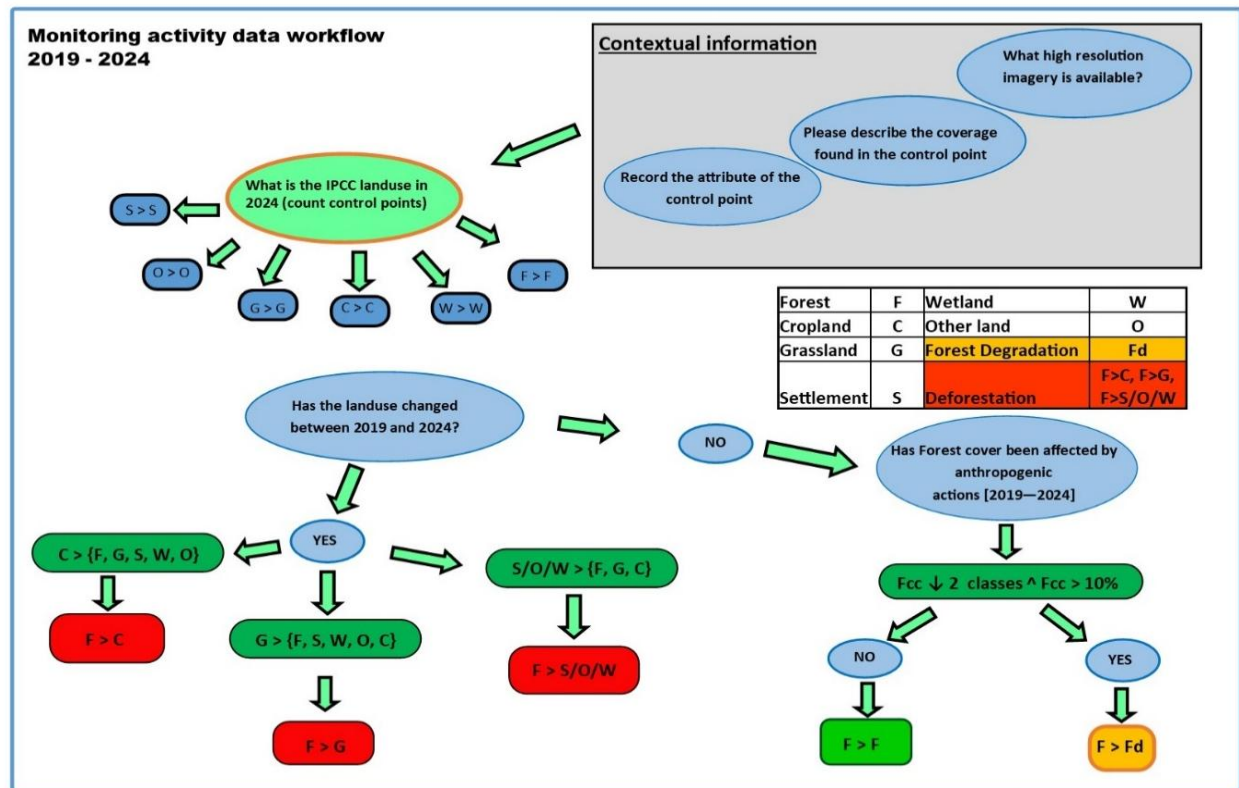 Monitoring activity data workflow
2019 - 2024
Contextual information
What high resolution
imagery is available?
Please describe the coverage
found in the control point
Record the attribute of the
control point
What is the IPCC landuse in
2024 (count control points)
S > S
O > O
G > G
C > C
W > W
F > F
Forest F Wetland W
Cropland C Other land O
Grassland G Forest Degradation Fd
Settlement S Deforestation F>C, F>G,
F>S/O/W
Has the landuse changed
between 2019 and 2024?
NO
Has Forest cover been affected by
anthropogenic
actions [2019—2024]
YES
C > {F, G, S, W, O}
S/O/W > {F, G, C}
G > {F, S, W, O, C}
F > C
F > S/O/W
F > G
Fcc ↓ 2 classes ^ Fcc > 10%
NO
YES
F > F
F > Fd